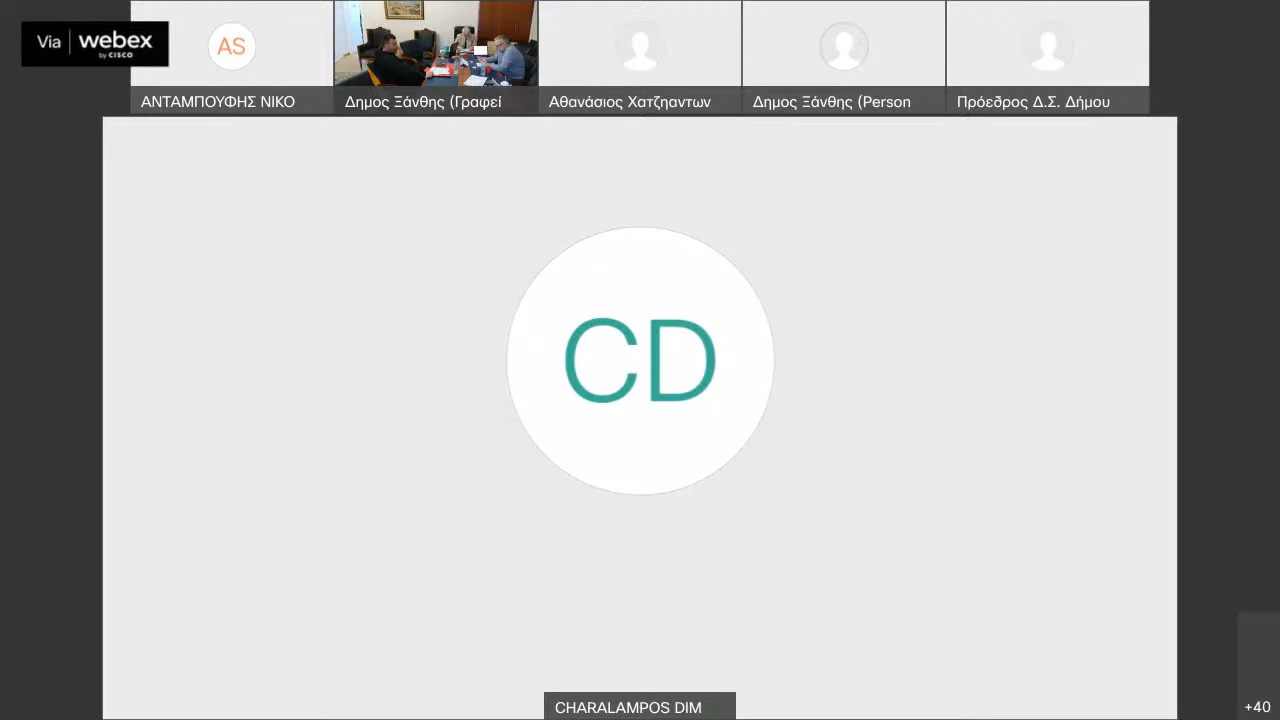 Via webex
by CISCO
AS
ΑΝΤΑΜΠΟΥΦΗΣ ΝΙΚΟ
Δημος Ξάνθης (Γραφεί
Αθανάσιος Χατζηαντων
Δημος Ξάνθης (Person
Πρόεδρος Δ.Σ. Δήμου
CD
CHARALAMPOS DIM
+40